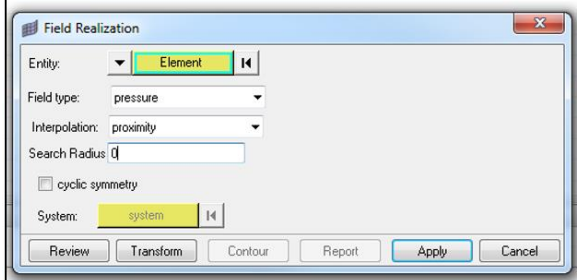 Field Realization
Entity: Element
Field type: pressure
Interpolation: proximity
Search Radius 0
cyclic symmetry
System: system
Review Transform Contour Report Apply Cancel